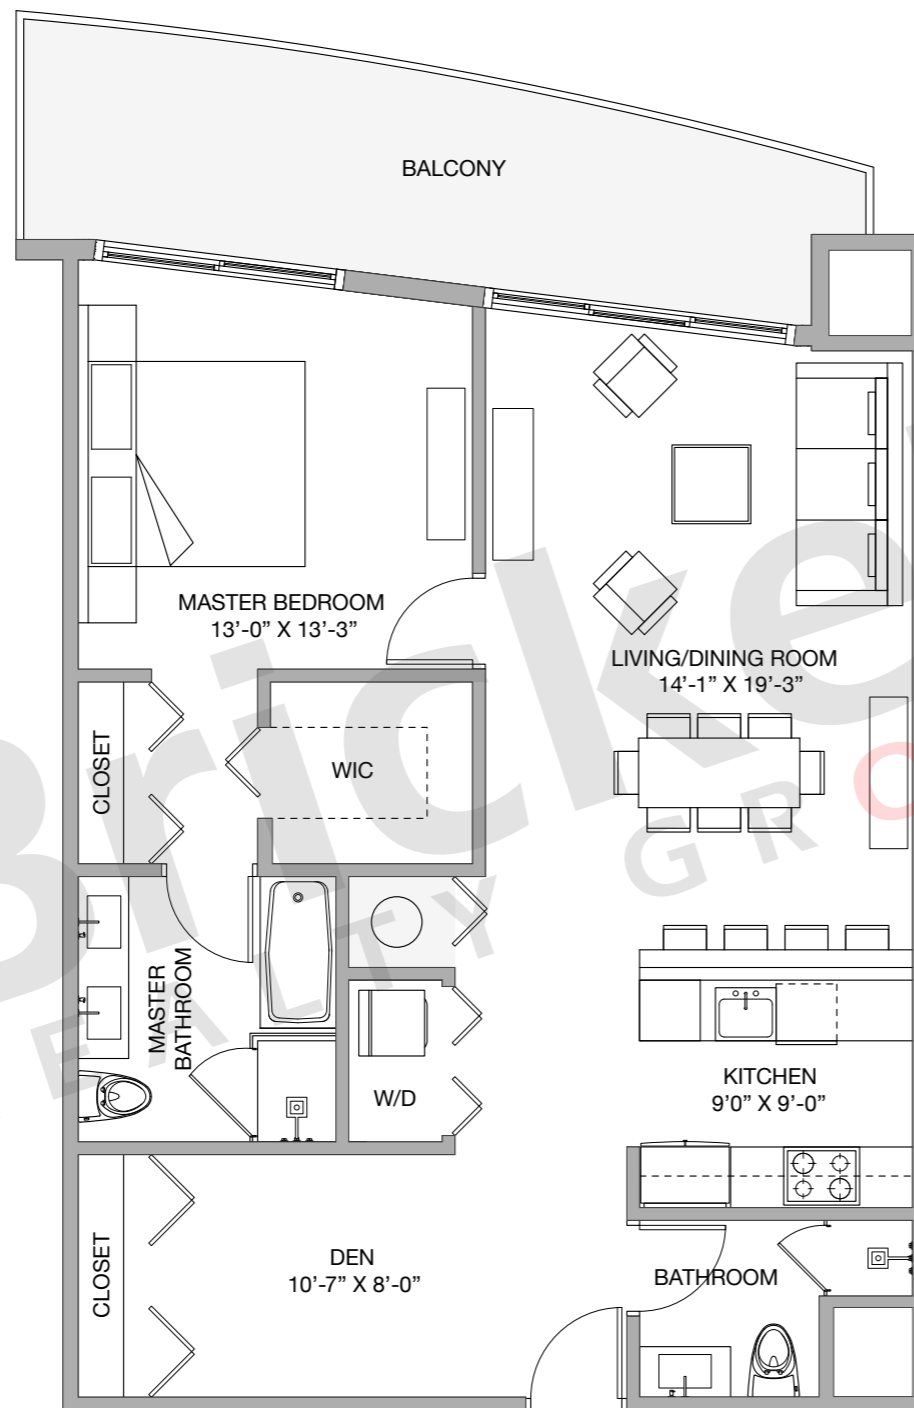 BALCONY
MASTER BEDROOM
13’-0” X 13’-3”
LIVING/DINING ROOM
14’-1” X 19’-3”
CLOSET
WIC
MASTER
BATHROOM
W/D
KITCHEN
9’0” X 9’-0”
DEN
10’-7” X 8’-0”
CLOSET
BATHROOM